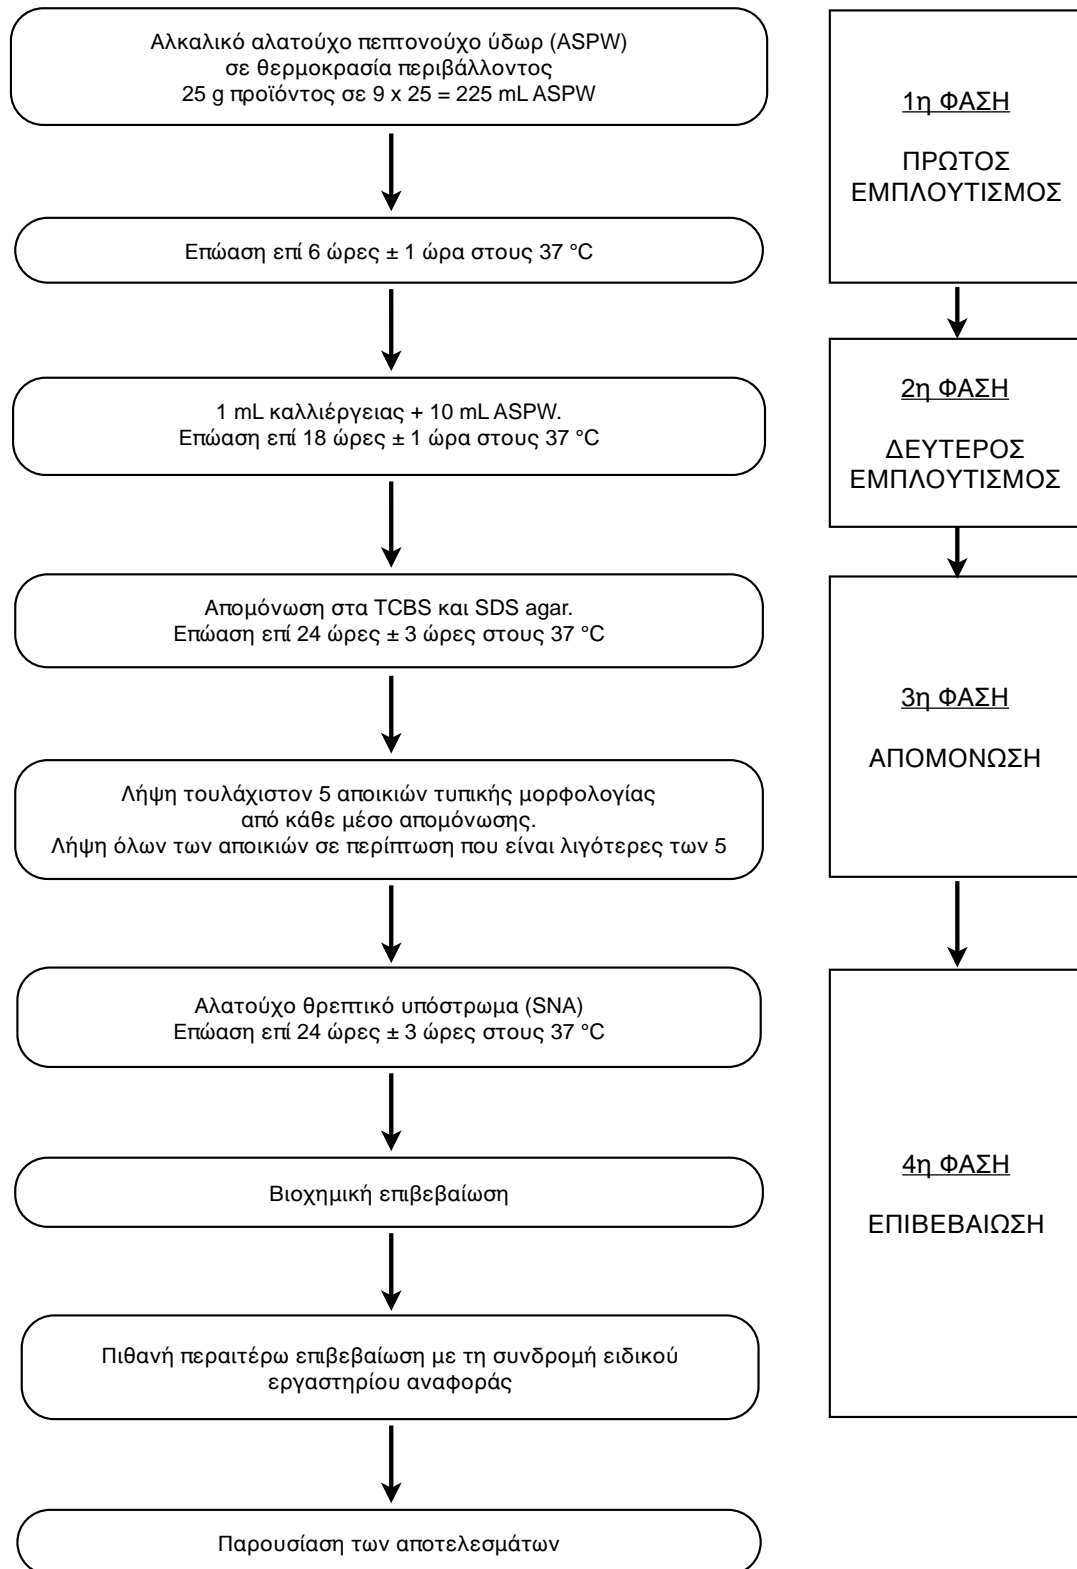 Αλκαλικό αλατούχο πεπτονούχο ύδωρ (ASPW)
σε θερμοκρασία περιβάλλοντος
25 g προϊόντος σε 9 x 25 = 225 mL ASPW
Επώαση επί 6 ώρες ± 1 ώρα στους 37 °C
1 mL καλλιέργειας + 10 mL ASPW.
Επώαση επί 18 ώρες ± 1 ώρα στους 37 °C
Απομόνωση στα TCBS και SDS agar.
Επώαση επί 24 ώρες ± 3 ώρες στους 37 °C
Λήψη τουλάχιστον 5 αποικιών τυπικής μορφολογίας
από κάθε μέσο απομόνωσης.
Λήψη όλων των αποικιών σε περίπτωση που είναι λιγότερες των 5
Αλατούχο θρεπτικό υπόστρωμα (SNA)
Επώαση επί 24 ώρες ± 3 ώρες στους 37 °C
Βιοχημική επιβεβαίωση
Πιθανή περαιτέρω επιβεβαίωση με τη συνδρομή ειδικού
εργαστηρίου αναφοράς
Παρουσίαση των αποτελεσμάτων
1η ΦΑΣΗ
ΠΡΩΤΟΣ
ΕΜΠΛΟΥΤΙΣΜΟΣ
2η ΦΑΣΗ
ΔΕΥΤΕΡΟΣ
ΕΜΠΛΟΥΤΙΣΜΟΣ
3η ΦΑΣΗ
ΑΠΟΜΟΝΩΣΗ
4η ΦΑΣΗ
ΕΠΙΒΕΒΑΙΩΣΗ